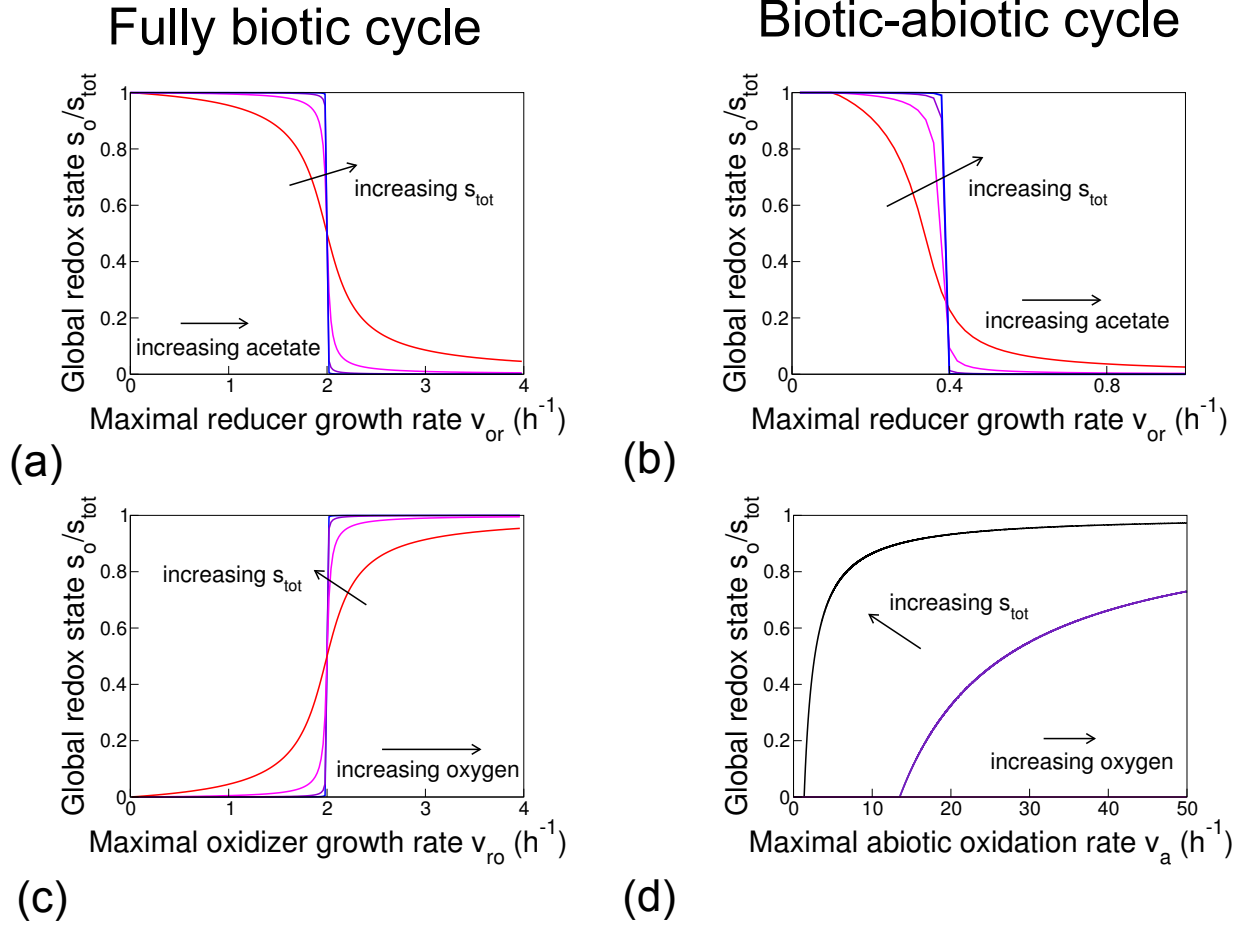 Fully biotic cycle
Biotic-abiotic cycle
Global redox state s_o/s_tot
1
0.8
0.6
0.4
0.2
0
increasing s_tot
increasing acetate
0
1
2
3
4
Maximal reducer growth rate v_or (h^-1)
(a)
Global redox state s_o/s_tot
1
0.8
0.6
0.4
0.2
0
increasing s_tot
increasing acetate
0
0.4
0.8
Maximal reducer growth rate v_or (h^-1)
(b)
Global redox state s_o/s_tot
1
0.8
0.6
0.4
0.2
0
increasing s_tot
increasing oxygen
0
1
2
3
4
Maximal oxidizer growth rate v_ro (h^-1)
(c)
Global redox state s_o/s_tot
1
0.8
0.6
0.4
0.2
0
increasing s_tot
increasing oxygen
0
10
20
30
40
50
Maximal abiotic oxidation rate v_a (h^-1)
(d)